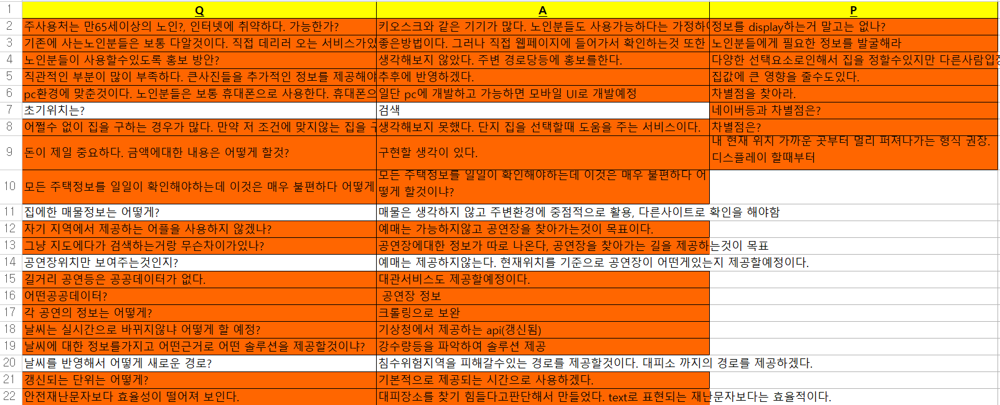 1 Q A P
2 주사용처는 만65세이상의 노인?, 인터넷에 취약하다. 가능한가? 키오스크와 같은 기기가 많다. 노인분들도 사용가능하다는 가정하에 정보를 display하는거 말고는 없나?
3 기존에 사는노인분들은 보통 다알것이다. 직접 데리러 오는 서비스가있 좋은방법이다. 그러나 직접 웹페이지에 들어가서 확인하는것 또한 노인분들에게 필요한 정보를 발굴해라
4 노인분들이 사용할수있도록 홍보 방안? 생각해보지 않았다. 주변 경로당등에 홍보를한다. 다양한 선택요소로인해서 집을 정할수있지만 다른사람입장
5 직관적인 부분이 많이 부족하다. 큰사진들을 추가적인 정보를 제공해야 추후에 반영하겠다. 집값에 큰 영향을 줄수도있다.
6 pc환경에 맞춘것이다. 노인분들은 보통 휴대폰으로 사용한다. 휴대폰으 일단 pc에 개발하고 가능하면 모바일 UI로 개발예정 차별점을 찾아라.
7 초기위치는? 검색 네이버등과 차별점은?
8 어쩔수 없이 집을 구하는 경우가 많다. 만약 저 조건에 맞지않는 집을 구 생각해보지 못했다. 단지 집을 선택할때 도움을 주는 서비스이다. 차별점은?
9 돈이 제일 중요하다. 금액에대한 내용은 어떻게 할것? 구현할 생각이 있다. 내 현재 위치 가까운 곳부터 멀리 퍼져나가는 형식 권장.
디스플레이 할때부터
10 모든 주택정보를 일일이 확인해야하는데 이것은 매우 불편하다 어떻게 모든 주택정보를 일일이 확인해야하는데 이것은 매우 불편하다 어
떻게 할것이냐?
11 집에한 매물정보는 어떻게? 매물은 생각하지 않고 주변환경에 중점적으로 활용, 다른사이트로 확인을 해야함
12 자기 지역에서 제공하는 어플을 사용하지 않겠나? 예매는 가능하지않고 공연장을 찾아가는것이 목표이다.
13 그냥 지도에다가 검색하는거랑 무슨차이가있나? 공연장에대한 정보가 따로 나온다, 공연장을 찾아가는 길을 제공하는것이 목표
14 공연장위치만 보여주는것인지? 예매는 제공하지않는다. 현재위치를 기준으로 공연장이 어떤게있는지 제공할예정이다.
15 길거리 공연등은 공공데이터가 없다. 대관서비스도 제공할예정이다.
16 어떤공공데이터? 공연장 정보
17 각 공연의 정보는 어떻게? 크롤링으로 보완
18 날씨는 실시간으로 바뀌지않냐 어떻게 할 예정? 기상청에서 제공하는 api(갱신됨)
19 날씨에 대한 정보를가지고 어떤근거로 어떤 솔루션을 제공할것이냐? 강수량등을 파악하여 솔루션 제공
20 날씨를 반영해서 어떻게 새로운 경로? 침수위험지역을 피해갈수있는 경로를 제공할것이다. 대피소 까지의 경로를 제공하겠다.
21 갱신되는 단위는 어떻게? 기본적으로 제공되는 시간으로 사용하겠다.
22 안전재난문자보다 효율성이 떨어져 보인다. 대피장소를 찾기 힘들다고판단해서 만들었다. text로 표현되는 재난문자보다는 효율적이다.